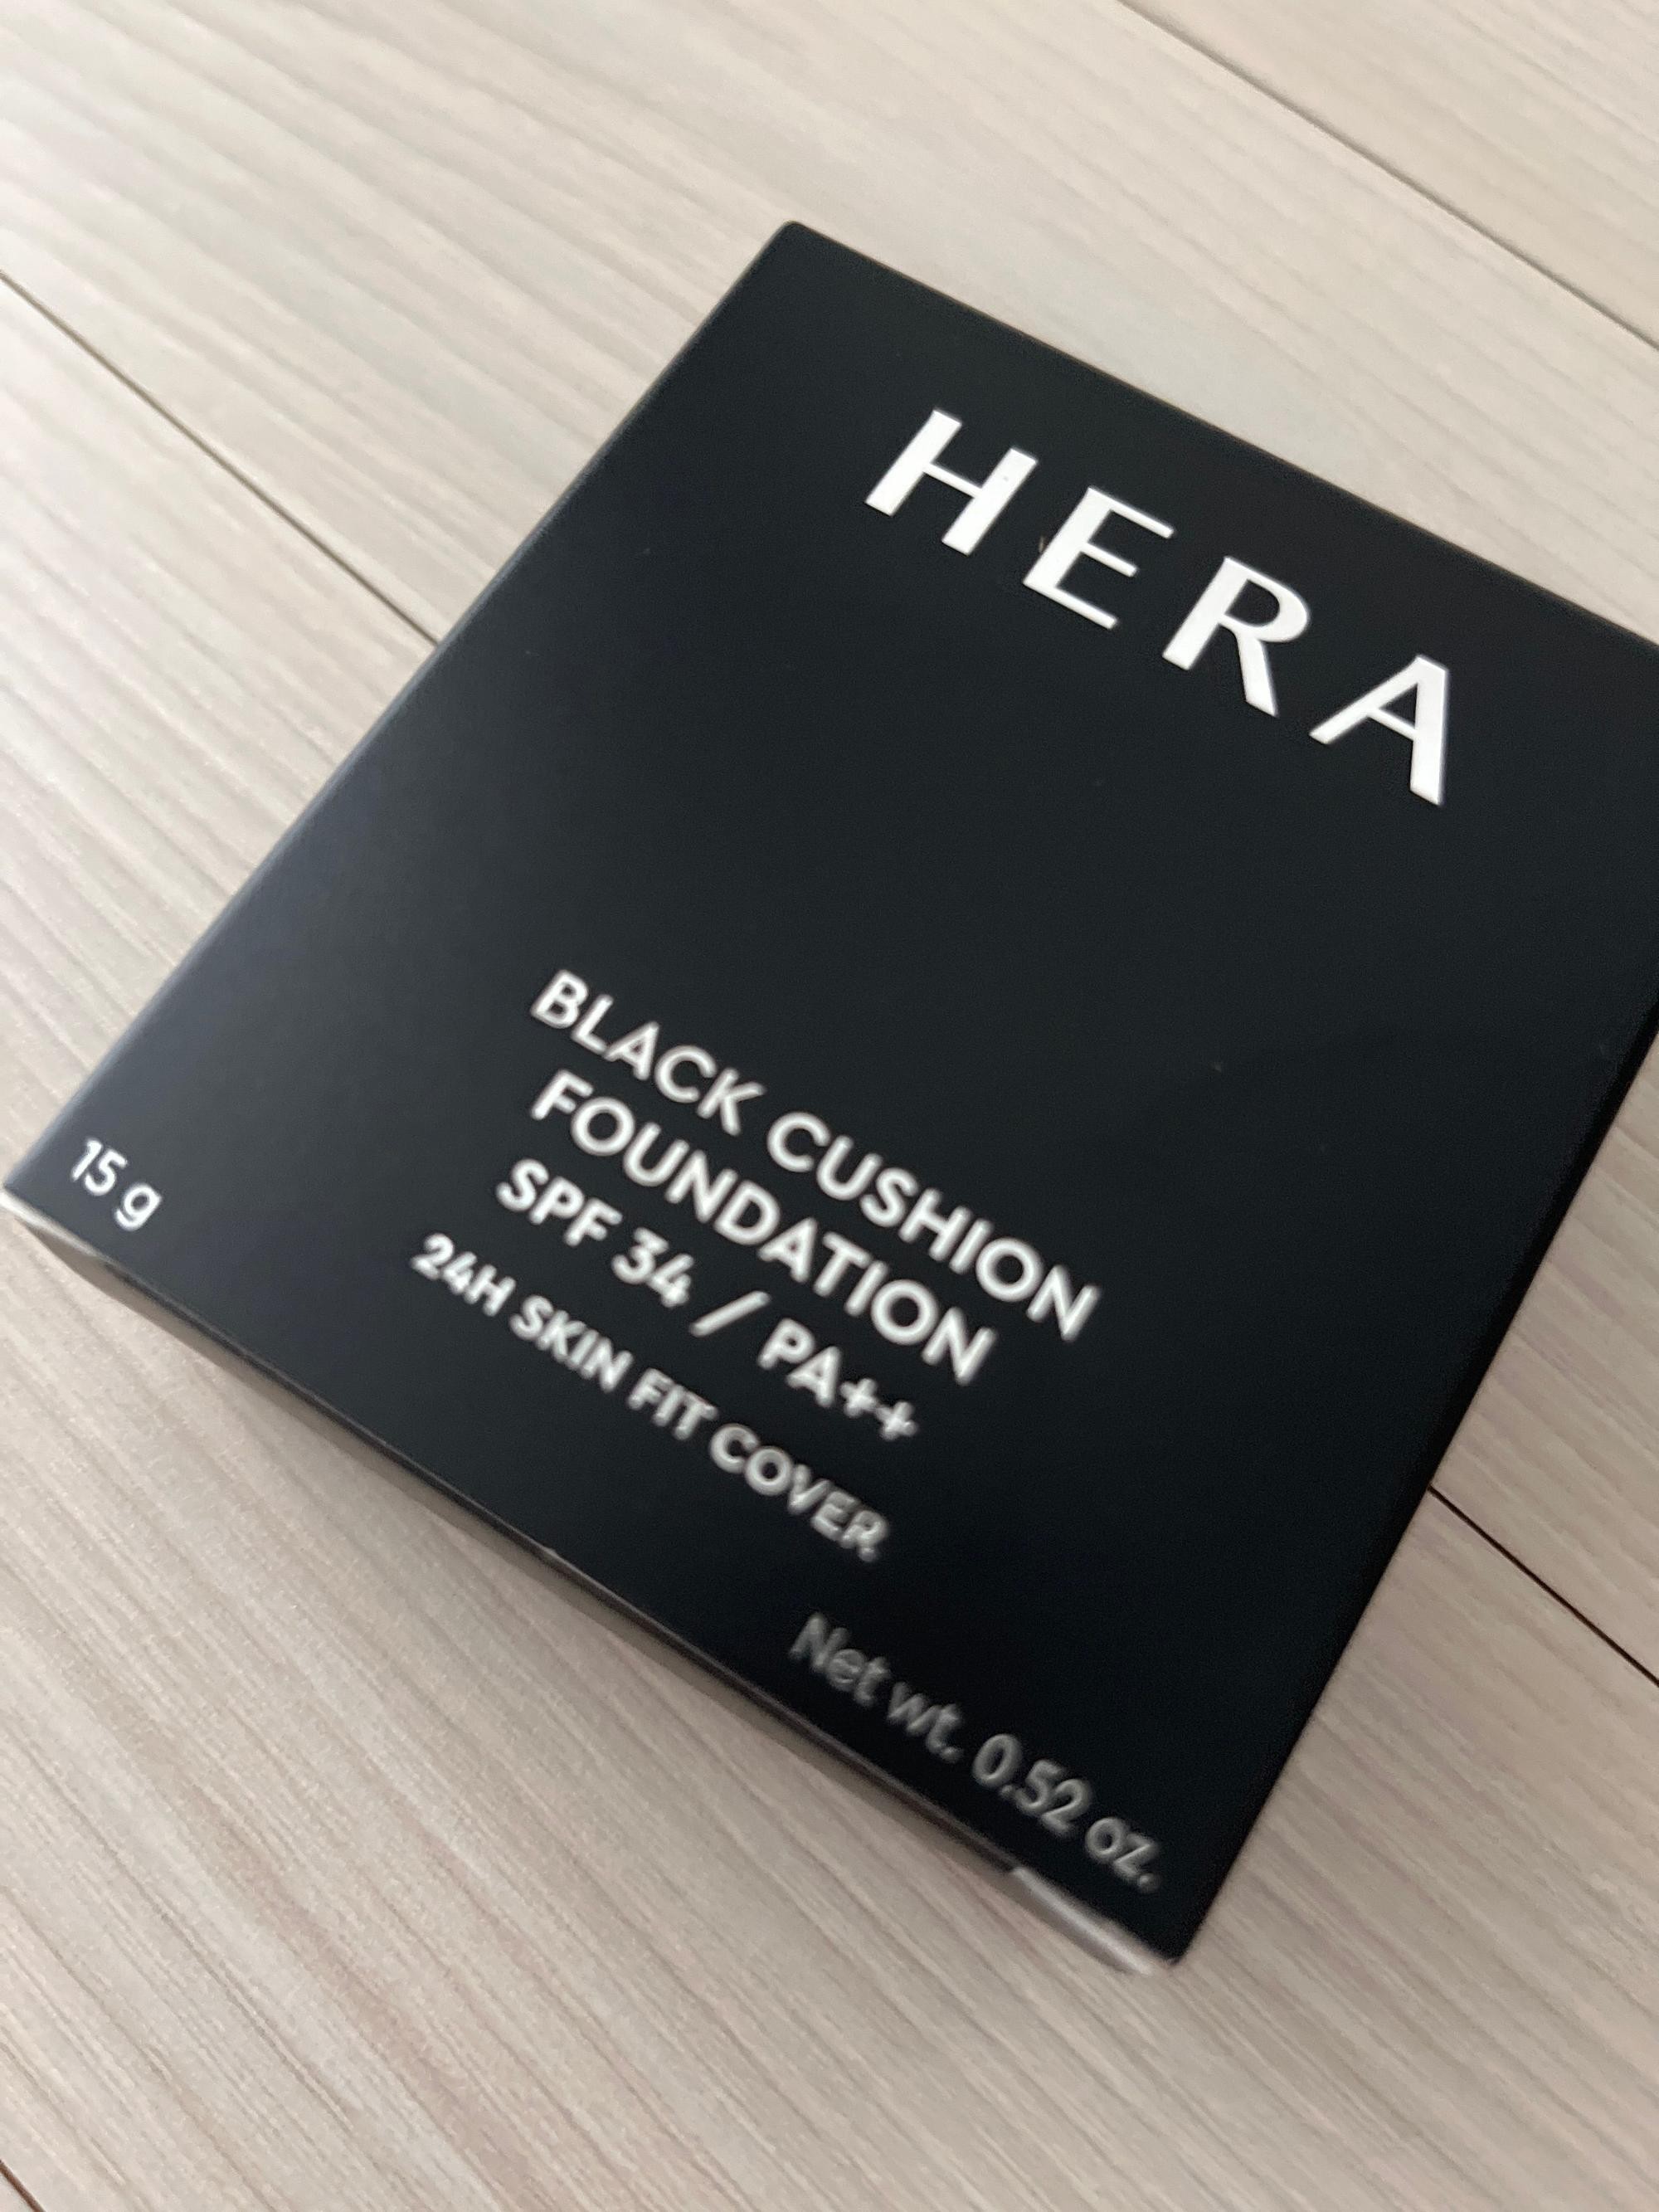 HERA
BLACK CUSHION
FOUNDATION
SPF 34 / PA++
24H SKIN FIT COVER
15 g
Net wt. 0.52 oz.